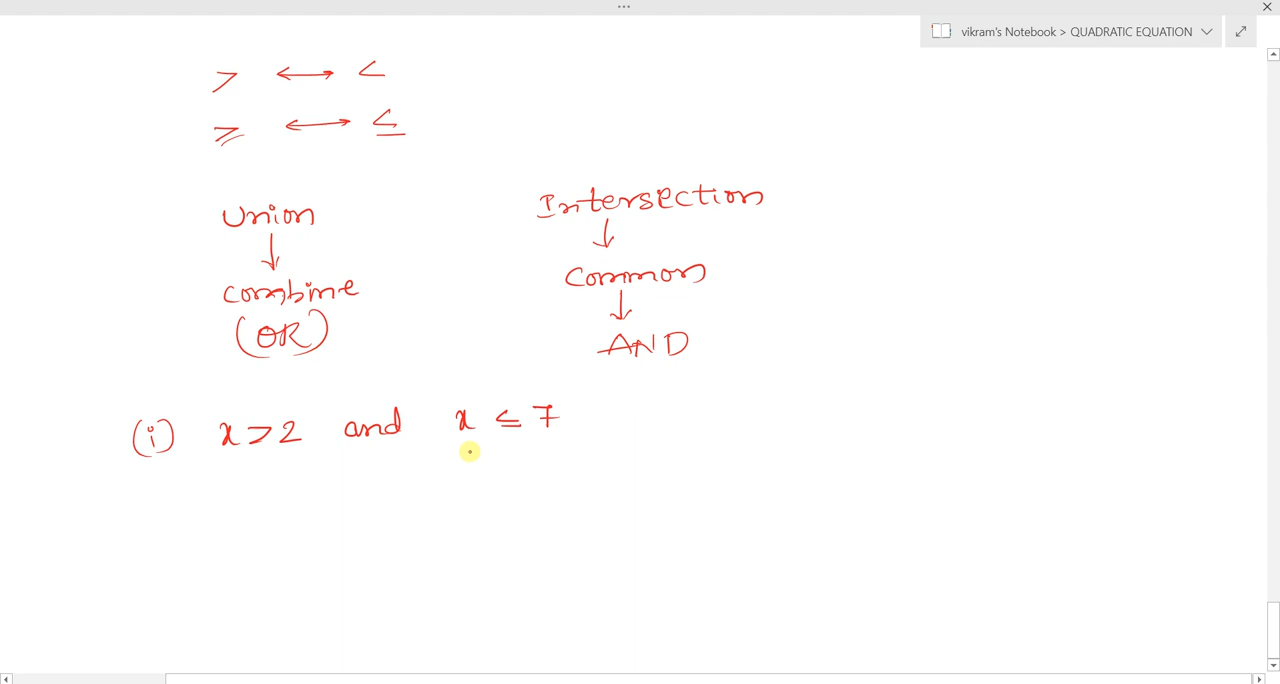 ...
vikram's Notebook > QUADRATIC EQUATION
> ⟷ <
≥ ⟷ ≤
Union Intersection
↓ ↓
Combine Common
(OR) ↓
AND
(i) x > 2 and x ≤ 7